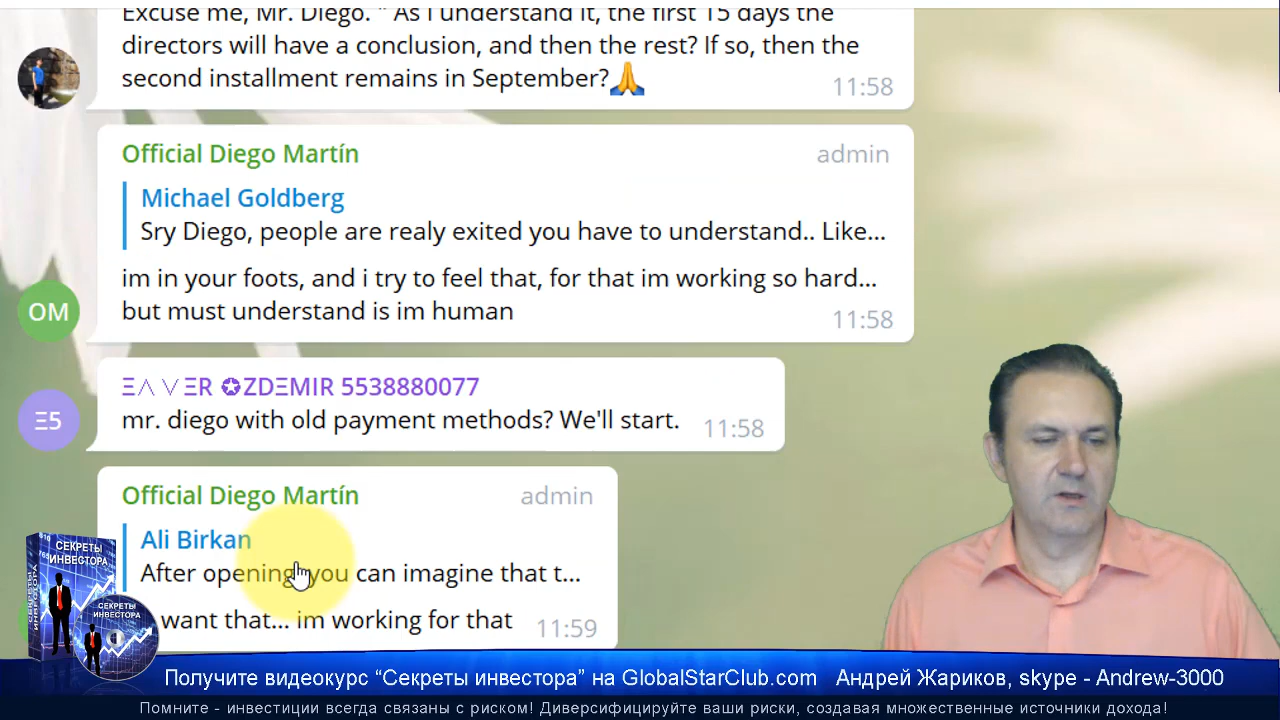 Excuse me, Mr. Diego. " As I understand it, the first 15 days the
directors will have a conclusion, and then the rest? If so, then the
second installment remains in September?🙏
11:58
Official Diego Martín admin
Michael Goldberg
Sry Diego, people are realy exited you have to understand.. Like...
im in your foots, and i try to feel that, for that im working so hard...
but must understand is im human
OM
11:58
Ξ/\ \/ΞR ✪ZDΞMIR 5538880077
mr. diego with old payment methods? We'll start.
Ξ5
11:58
Official Diego Martín admin
Ali Birkan
After opening, you can imagine that t...
want that... im working for that
11:59
СЕКРЕТЫ
ИНВЕСТОРА
СЕКРЕТЫ ИНВЕСТОРА
СЕКРЕТЫ
ИНВЕСТОРА
Получите видеокурс “Секреты инвестора” на GlobalStarClub.com Андрей Жариков, skype - Andrew-3000
Помните - инвестиции всегда связаны с риском! Диверсифицируйте ваши риски, создавая множественные источники дохода!